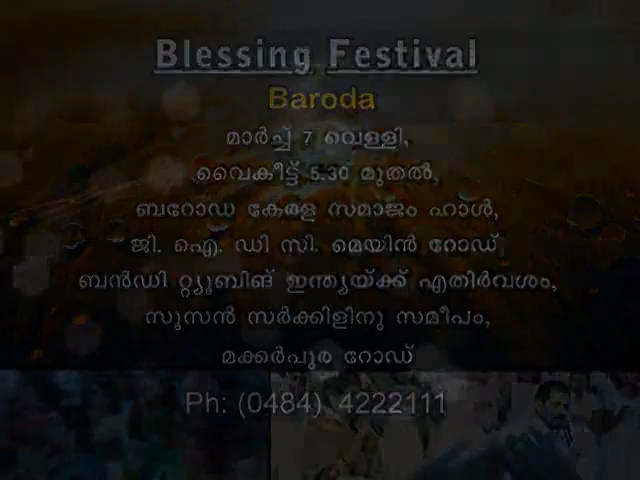 Blessing Festival
Baroda
മാർച്ച് 7 വെള്ളി,
വൈകീട്ട് 5.30 മുതൽ,
ബറോഡ കേരള സമാജം ഹാൾ,
ജി. ഐ. ഡി സി. മെയിൻ റോഡ്,
ബൻഡി റ്റ്യൂബിങ് ഇന്ത്യയ്ക്ക് എതിർവശം,
സൂസൻ സർക്കിളിനു സമീപം,
മക്കർപുര റോഡ്
Ph: (0484) 4222111